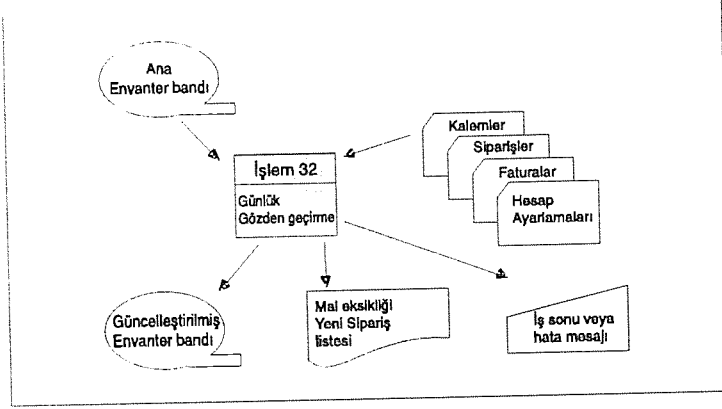 Ana
Envanter bandı
Kalemler
Siparişler
Faturalar
Hesap
Ayarlamaları
İşlem 32
Günlük
Gözden geçirme
Güncelleştirilmiş
Envanter bandı
Mal eksikliği
Yeni Sipariş
listesi
İş sonu veya
hata mesajı